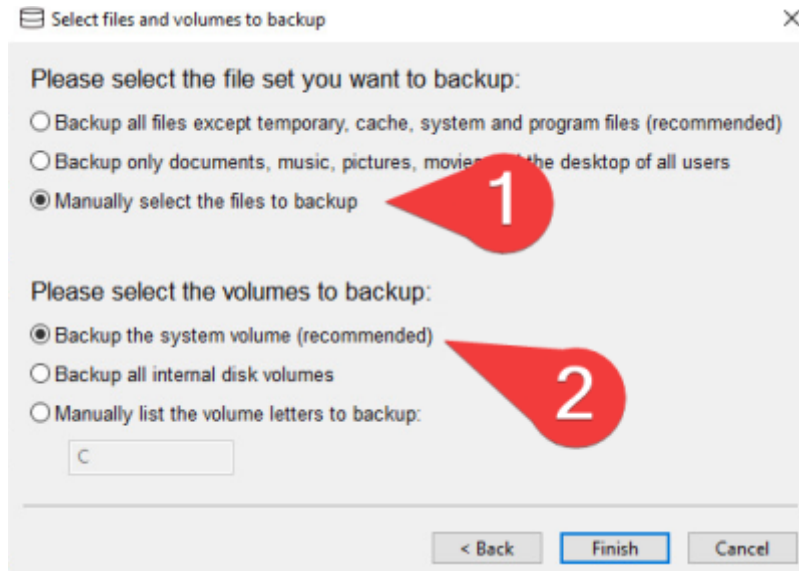 Select files and volumes to backup
Please select the file set you want to backup:
Backup all files except temporary, cache, system and program files (recommended)
Backup only documents, music, pictures, movies the desktop of all users
Manually select the files to backup
1
Please select the volumes to backup:
Backup the system volume (recommended)
Backup all internal disk volumes
2
Manually list the volume letters to backup:
C
< Back Finish Cancel